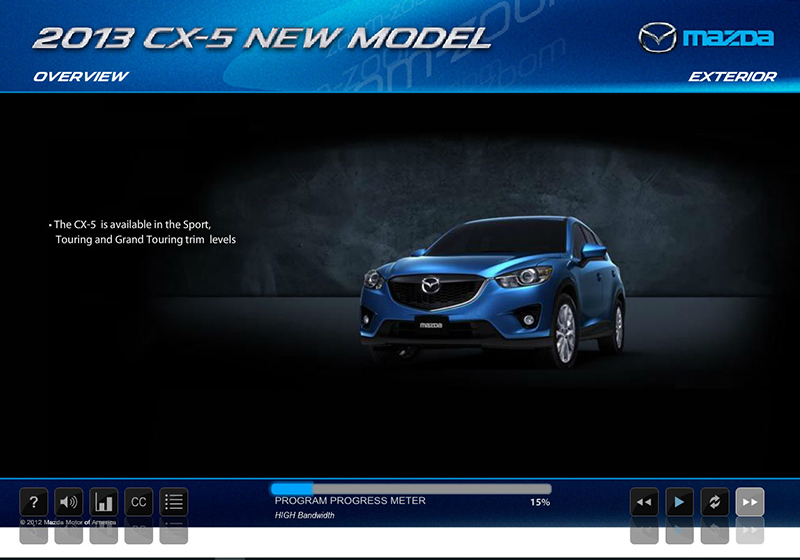 2013 CX-5 NEW MODEL
mazda
OVERVIEW
EXTERIOR
• The CX-5 is available in the Sport,
Touring and Grand Touring trim levels
mazda
?
CC
PROGRAM PROGRESS METER
15%
HIGH Bandwidth
© 2012 Mazda Motor of America